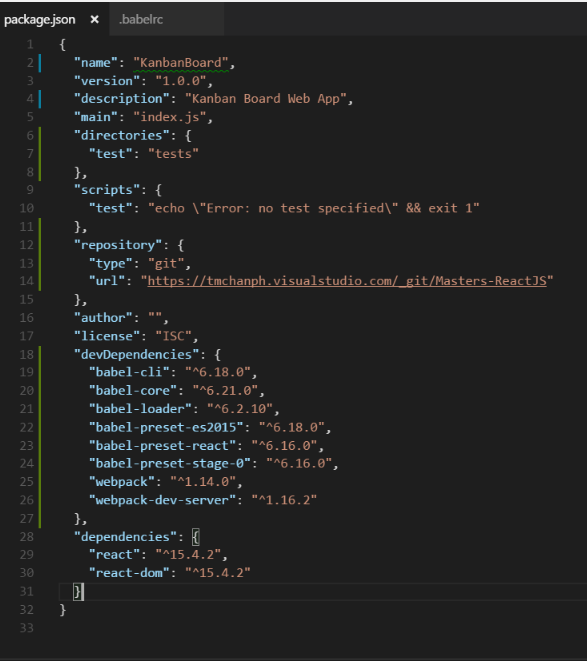 package.json × .babelrc
1 {
2 "name": "KanbanBoard",
3 "version": "1.0.0",
4 "description": "Kanban Board Web App",
5 "main": "index.js",
6 "directories": {
7 "test": "tests"
8 },
9 "scripts": {
10 "test": "echo \"Error: no test specified\" && exit 1"
11 },
12 "repository": {
13 "type": "git",
14 "url": "https://tmchanph.visualstudio.com/_git/Masters-ReactJS"
15 },
16 "author": "",
17 "license": "ISC",
18 "devDependencies": {
19 "babel-cli": "^6.18.0",
20 "babel-core": "^6.21.0",
21 "babel-loader": "^6.2.10",
22 "babel-preset-es2015": "^6.18.0",
23 "babel-preset-react": "^6.16.0",
24 "babel-preset-stage-0": "^6.16.0",
25 "webpack": "^1.14.0",
26 "webpack-dev-server": "^1.16.2"
27 },
28 "dependencies": {
29 "react": "^15.4.2",
30 "react-dom": "^15.4.2"
31 }
32 }
33